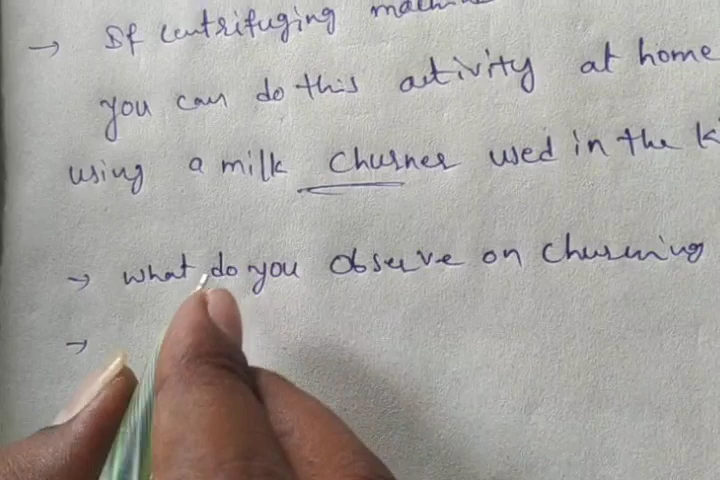 → If centrifuging machine
you can do this activity at home
using a milk churner used in the
→ what do you observe on churning
→